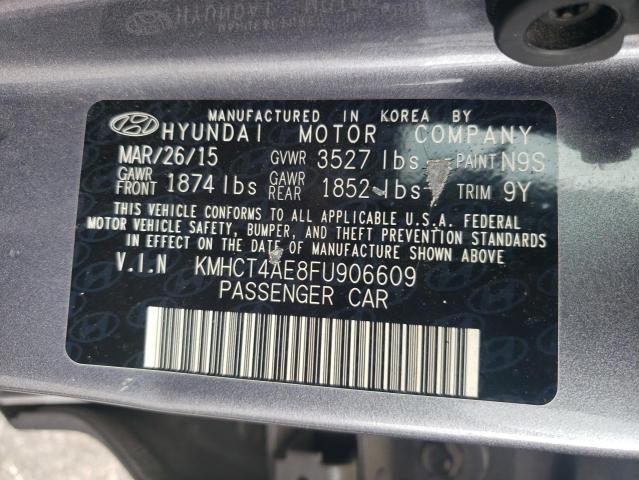 MANUFACTURED IN KOREA BY
HYUNDAI MOTOR COMPANY
MAR/26/15 GVWR 3527 lbs PAINT N9S
GAWR FRONT 1874 lbs GAWR REAR 1852 lbs TRIM 9Y
THIS VEHICLE CONFORMS TO ALL APPLICABLE U.S.A. FEDERAL
MOTOR VEHICLE SAFETY, BUMPER, AND THEFT PREVENTION STANDARDS
IN EFFECT ON THE DATE OF MANUFACTURE SHOWN ABOVE.
V.I.N KMHCT4AE8FU906609
PASSENGER CAR